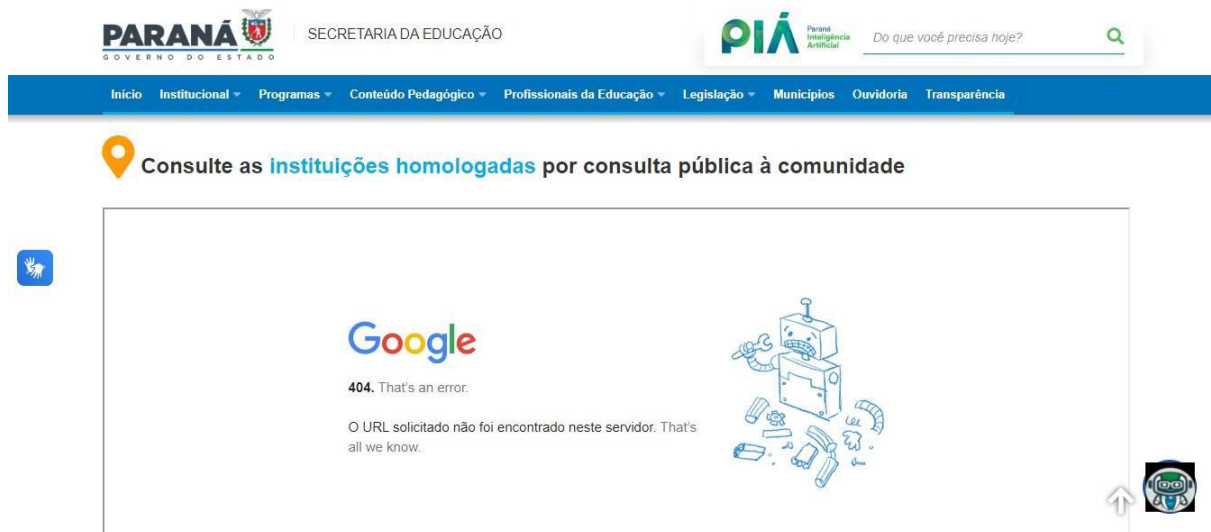 PARANÁ
GOVERNO DO ESTADO
SECRETARIA DA EDUCAÇÃO
PIÁ
Paraná
Inteligência
Artificial
Do que você precisa hoje?
Início Institucional Programas Conteúdo Pedagógico Profissionais da Educação Legislação Municípios Ouvidoria Transparência
Consulte as instituições homologadas por consulta pública à comunidade
Google
404. That's an error.
O URL solicitado não foi encontrado neste servidor. That's
all we know.